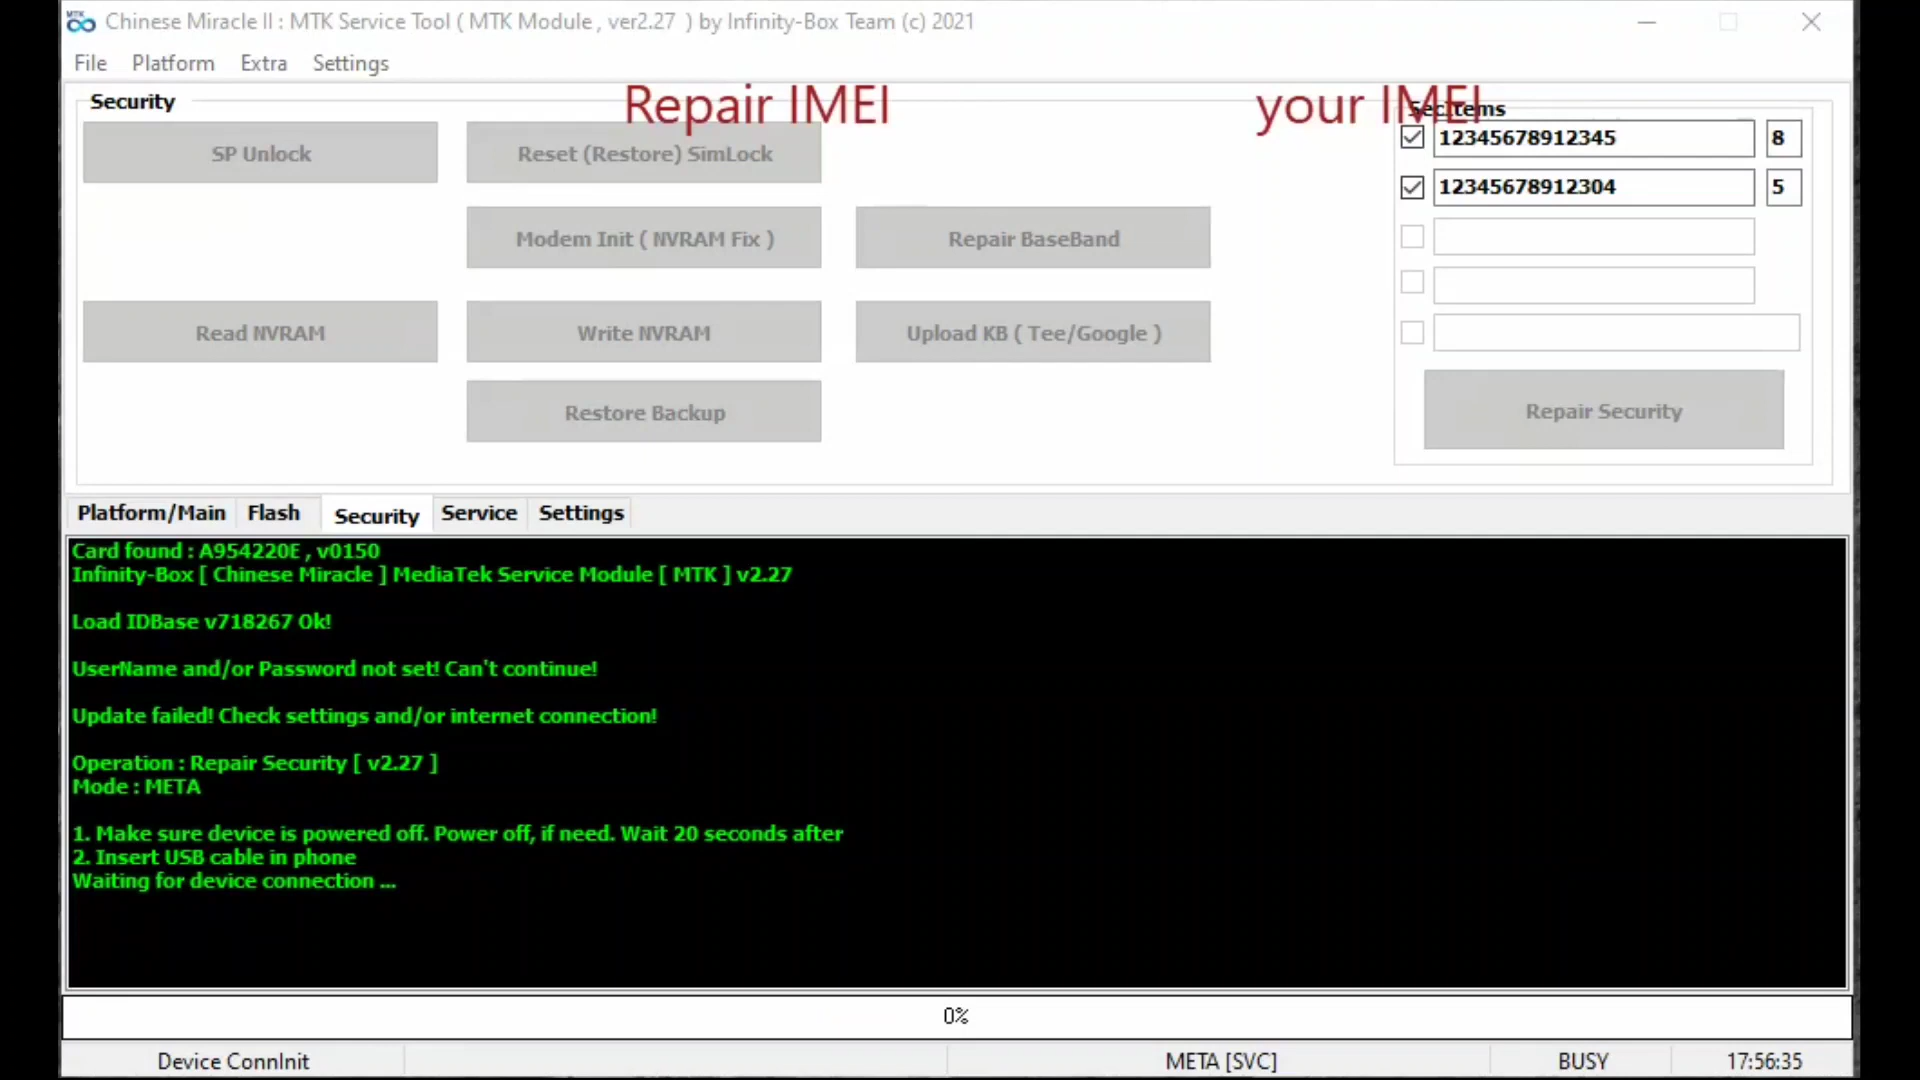 Chinese Miracle II : MTK Service Tool ( MTK Module , ver2.27 ) by Infinity-Box Team (c) 2021
File Platform Extra Settings
Security
Repair IMEI
your IMEI
Sec Items
SP Unlock
Reset (Restore) SimLock
12345678912345 8
12345678912304 5
Modem Init ( NVRAM Fix )
Repair BaseBand
Read NVRAM
Write NVRAM
Upload KB ( Tee/Google )
Restore Backup
Repair Security
Platform/Main Flash Security Service Settings
Card found : A954220E , v0150
Infinity-Box [ Chinese Miracle ] MediaTek Service Module [ MTK ] v2.27
Load IDBase v718267 Ok!
UserName and/or Password not set! Can't continue!
Update failed! Check settings and/or internet connection!
Operation : Repair Security [ v2.27 ]
Mode : META
1. Make sure device is powered off. Power off, if need. Wait 20 seconds after
2. Insert USB cable in phone
Waiting for device connection ...
0%
Device ConnInit META [SVC] BUSY 17:56:35